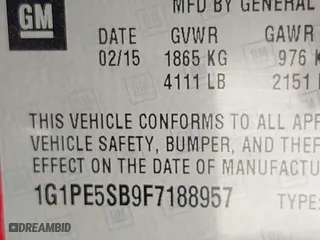 MFD BY GENERAL
GM
DATE GVWR GAWR
02/15 1865 KG 976 K
4111 LB 2151
THIS VEHICLE CONFORMS TO ALL APP
VEHICLE SAFETY, BUMPER, AND THEF
EFFECT ON THE DATE OF MANUFACTU
1G1PE5SB9F7188957 TYPE:
DREAMBID